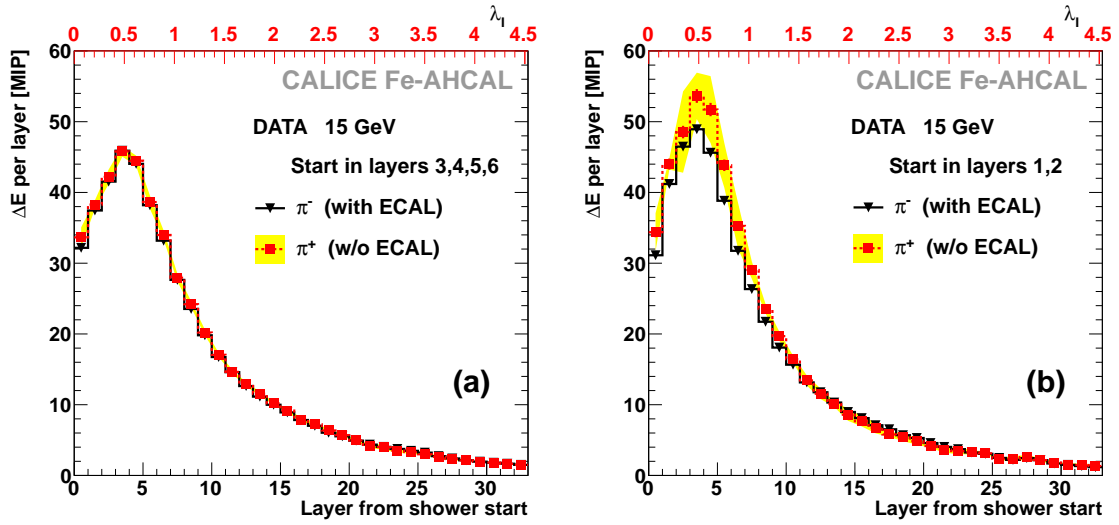 λI
0 0.5 1 1.5 2 2.5 3 3.5 4 4.5
ΔE per layer [MIP]
60
50
40
30
20
10
0
CALICE Fe-AHCAL
DATA 15 GeV
Start in layers 3,4,5,6
π- (with ECAL)
π+ (w/o ECAL)
(a)
0 5 10 15 20 25 30
Layer from shower start
λI
0 0.5 1 1.5 2 2.5 3 3.5 4 4.5
ΔE per layer [MIP]
60
50
40
30
20
10
0
CALICE Fe-AHCAL
DATA 15 GeV
Start in layers 1,2
π- (with ECAL)
π+ (w/o ECAL)
(b)
0 5 10 15 20 25 30
Layer from shower start